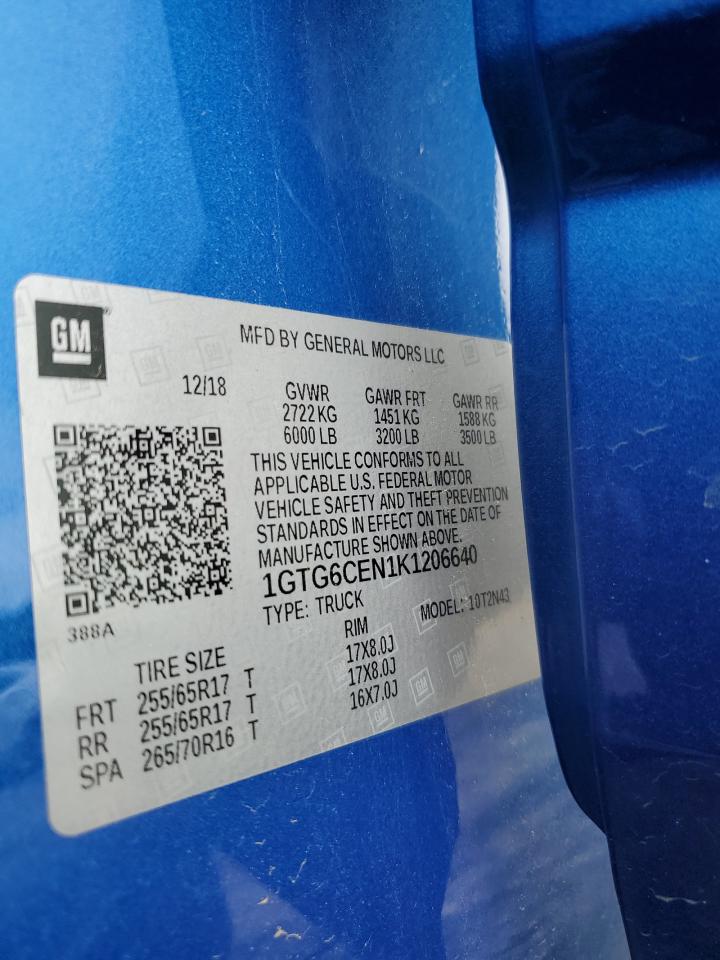 GM
MFD BY GENERAL MOTORS LLC
12/18 GVWR GAWR FRT GAWR RR
2722 KG 1451 KG 1588 KG
6000 LB 3200 LB 3500 LB
THIS VEHICLE CONFORMS TO ALL
APPLICABLE U.S. FEDERAL MOTOR
VEHICLE SAFETY AND THEFT PREVENTION
STANDARDS IN EFFECT ON THE DATE OF
MANUFACTURE SHOWN ABOVE.
1GTG6CEN1K1206640
TYPE: TRUCK MODEL: 10T2N43
388A
TIRE SIZE RIM
FRT 255/65R17 T 17X8.0J
RR 255/65R17 T 17X8.0J
SPA 265/70R16 T 16X7.0J